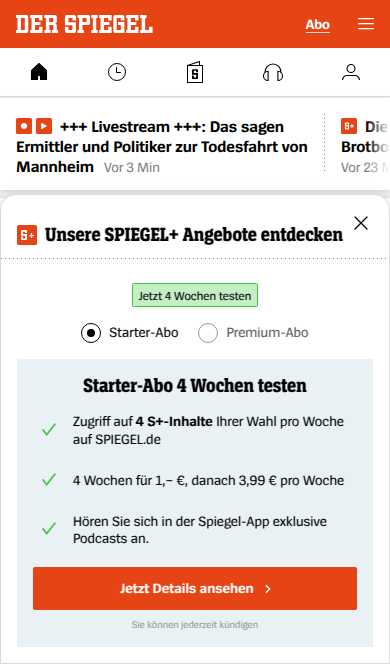 DER SPIEGEL
Abo
S
S+
+++ Livestream +++: Das sagen
Ermittler und Politiker zur Todesfahrt von
Mannheim Vor 3 Min
S+ Die
Brotbo
Vor 23 M
S+ Unsere SPIEGEL+ Angebote entdecken
Jetzt 4 Wochen testen
Starter-Abo
Premium-Abo
Starter-Abo 4 Wochen testen
Zugriff auf 4 S+-Inhalte Ihrer Wahl pro Woche
auf SPIEGEL.de
4 Wochen für 1,– €, danach 3,99 € pro Woche
Hören Sie sich in der Spiegel-App exklusive
Podcasts an.
Jetzt Details ansehen
Sie können jederzeit kündigen